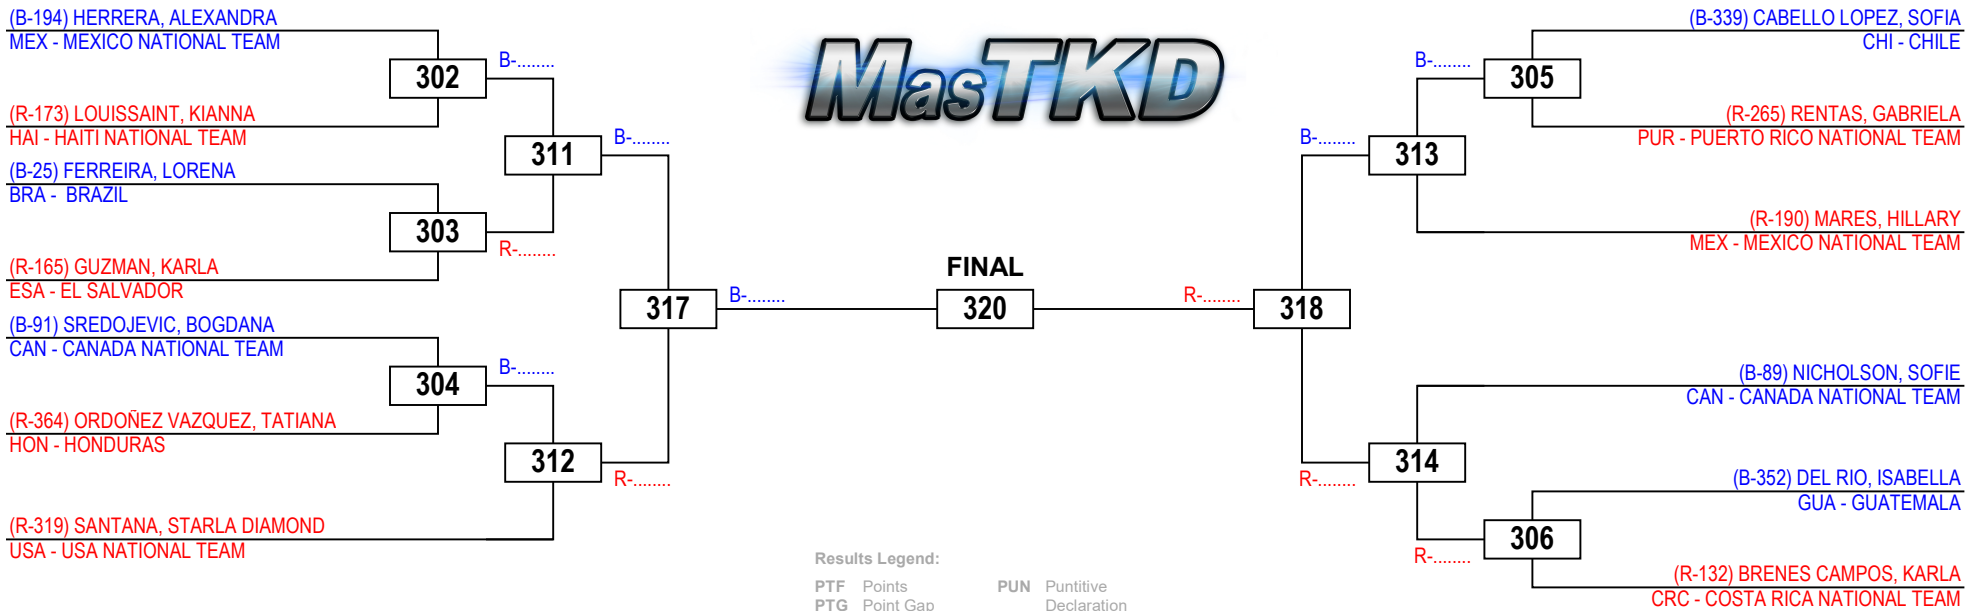 (B-194) HERRERA, ALEXANDRA
MEX - MEXICO NATIONAL TEAM
302
B-........
(R-173) LOUISSAINT, KIANNA
HAI - HAITI NATIONAL TEAM
311
B-........
(B-25) FERREIRA, LORENA
BRA - BRAZIL
303
R-........
(R-165) GUZMAN, KARLA
ESA - EL SALVADOR
317
B-........
(B-91) SREDOJEVIC, BOGDANA
CAN - CANADA NATIONAL TEAM
304
B-........
(R-364) ORDOÑEZ VAZQUEZ, TATIANA
HON - HONDURAS
312
R-........
(R-319) SANTANA, STARLA DIAMOND
USA - USA NATIONAL TEAM
MasTKD
FINAL
320
Results Legend:
PTF Points
PUN Puntitive
PTG Point Gap
Declaration
(B-339) CABELLO LOPEZ, SOFIA
CHI - CHILE
B-........
305
(R-265) RENTAS, GABRIELA
PUR - PUERTO RICO NATIONAL TEAM
B-........
313
(R-190) MARES, HILLARY
MEX - MEXICO NATIONAL TEAM
R-........
318
(B-89) NICHOLSON, SOFIE
CAN - CANADA NATIONAL TEAM
314
R-........
(B-352) DEL RIO, ISABELLA
GUA - GUATEMALA
306
R-........
(R-132) BRENES CAMPOS, KARLA
CRC - COSTA RICA NATIONAL TEAM